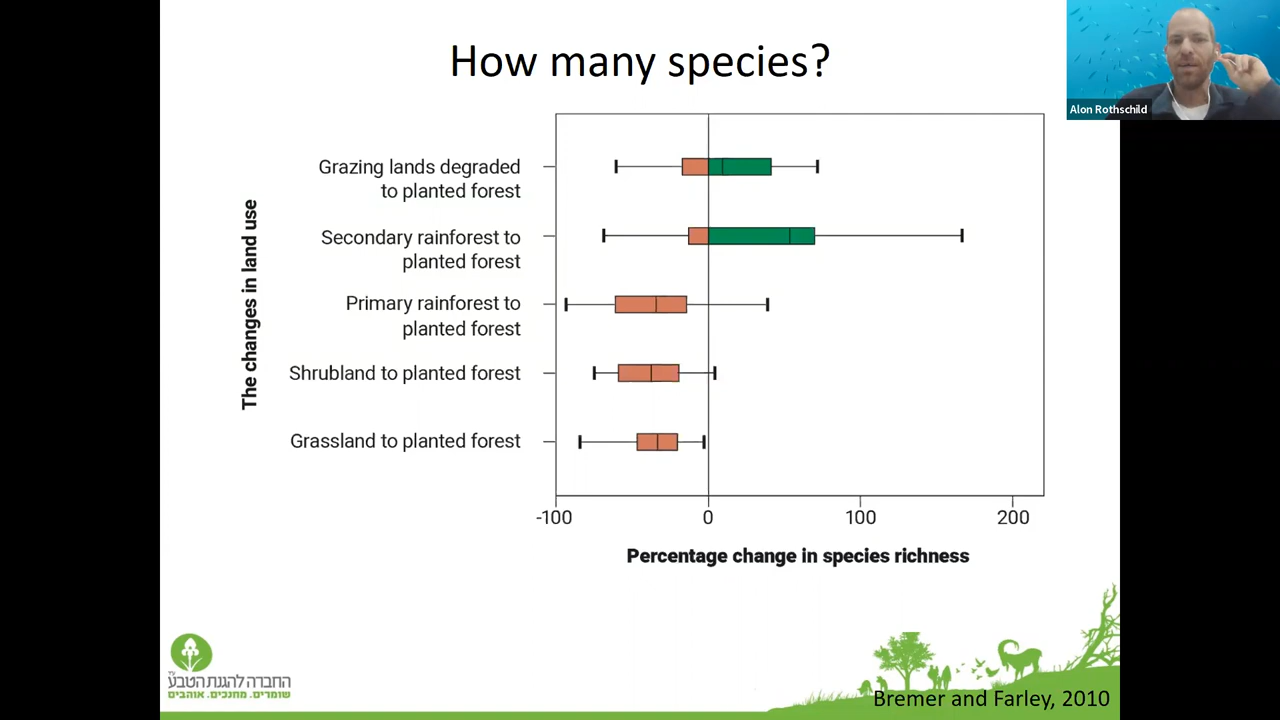 How many species?
Alon Rothschild
The changes in land use
Grazing lands degraded
to planted forest
Secondary rainforest to
planted forest
Primary rainforest to
planted forest
Shrubland to planted forest
Grassland to planted forest
-100
0
100
200
Percentage change in species richness
החברה להגנת הטבע
שומרים. מחנכים. אוהבים
Bremer and Farley, 2010